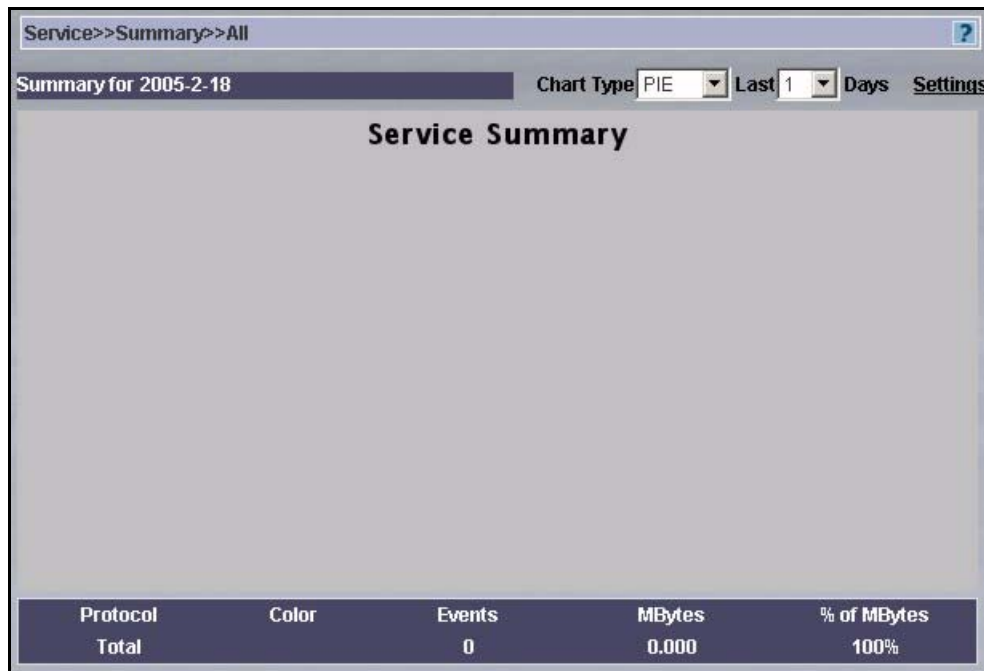 Service>>Summary>>All ?
Summary for 2005-2-18 Chart Type PIE Last 1 Days Settings
Service Summary
Protocol Color Events MBytes % of MBytes
Total 0 0.000 100%